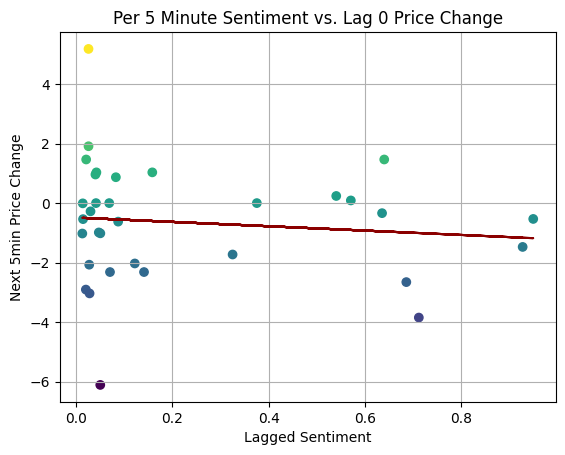 Per 5 Minute Sentiment vs. Lag 0 Price Change
Next 5min Price Change
4
2
0
−2
−4
−6
0.0 0.2 0.4 0.6 0.8
Lagged Sentiment